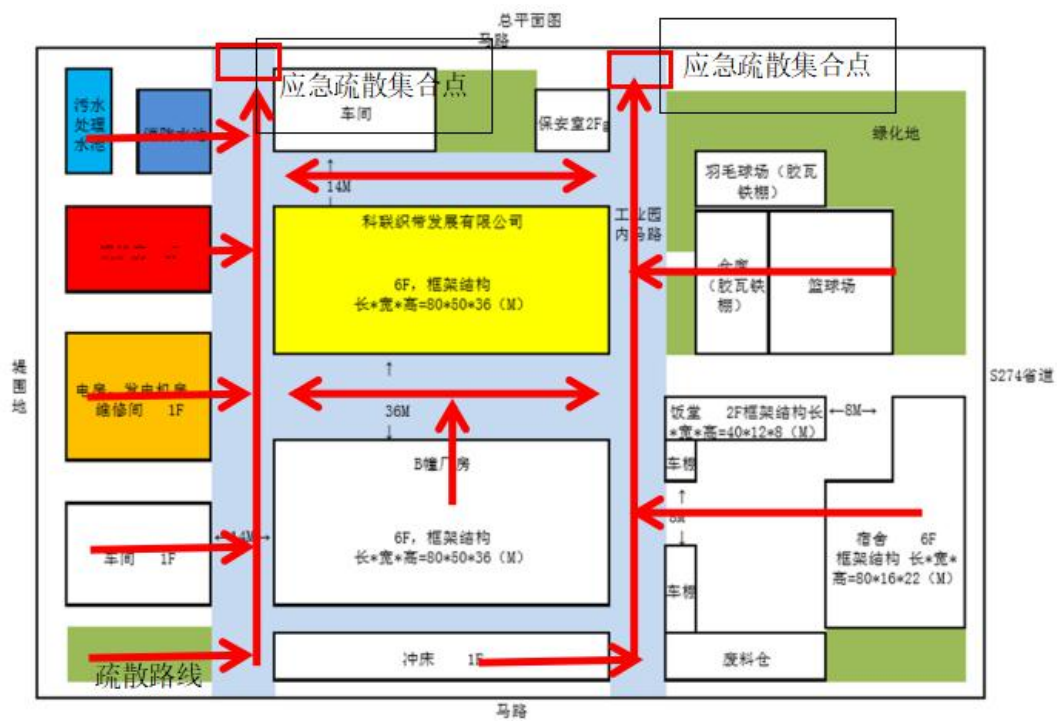 总平面图
马路
应急疏散集合点
应急疏散集合点
车间
保安室2F
绿化地
污水
处理
水池
消防水池
羽毛球场（胶瓦
铁棚）
14M
科联织带发展有限公司
6F，框架结构
长*宽*高=80*50*36（M）
工业园
内马路
仓库
（胶瓦铁
棚）
篮球场
堤
围
地
S274省道
电房 发电机房
维修间 1F
36M
饭堂 2F框架结构长
*宽*高=40*12*8（M）
8M
车棚
B幢厂房
6F，框架结构
长*宽*高=80*50*36（M）
14M
车间 1F
8M
宿舍 6F
框架结构 长*宽*
高=80*16*22（M）
车棚
疏散路线
冲床 1F
废料仓
马路